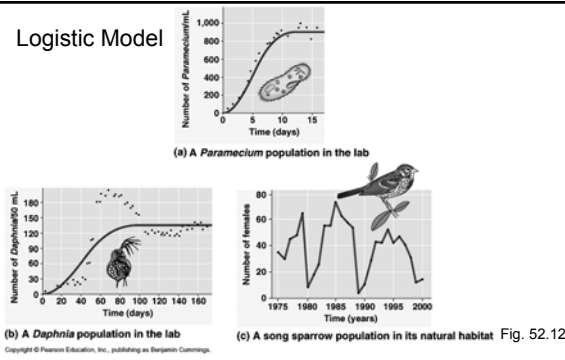 Logistic Model
Number of Paramecium/mL
1,000
800
600
400
200
0
0 5 10 15
Time (days)
(a) A Paramecium population in the lab
Number of Daphnia/50 mL
180
150
120
90
60
30
0
0 20 40 60 80 100 120 140 160
Time (days)
(b) A Daphnia population in the lab
Number of females
80
60
40
20
0
1975 1980 1985 1990 1995 2000
Time (years)
(c) A song sparrow population in its natural habitat
Fig. 52.12
Copyright © Pearson Education, Inc., publishing as Benjamin Cummings.